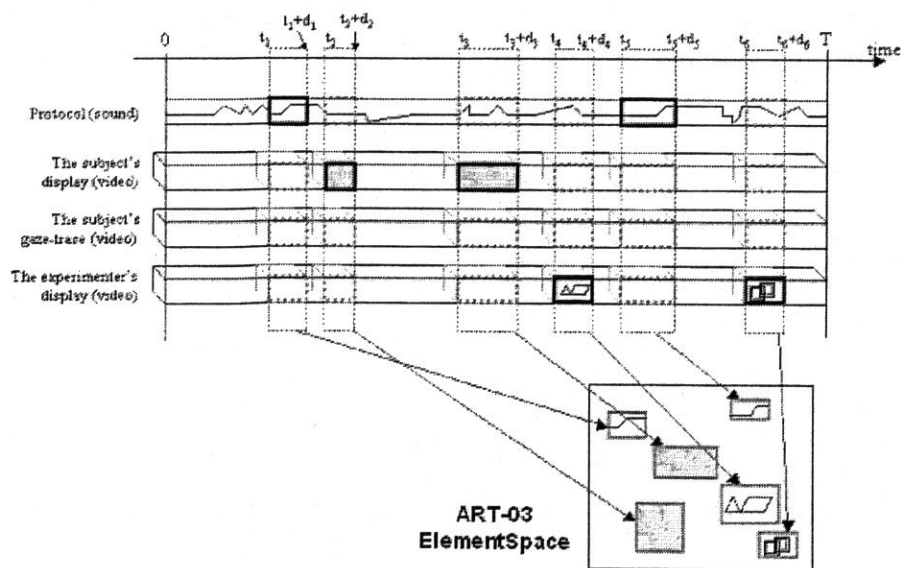 0 t₁ t₁+d₁ t₂ t₂+d₂ t₃ t₃+d₃ t₄ t₄+d₄ t₅ t₅+d₅ t₆ t₆+d₆ T
time
Protocol (sound)
The subject's
display (video)
The subject's
gaze-trace (video)
The experimenter's
display (video)
ART-03
ElementSpace